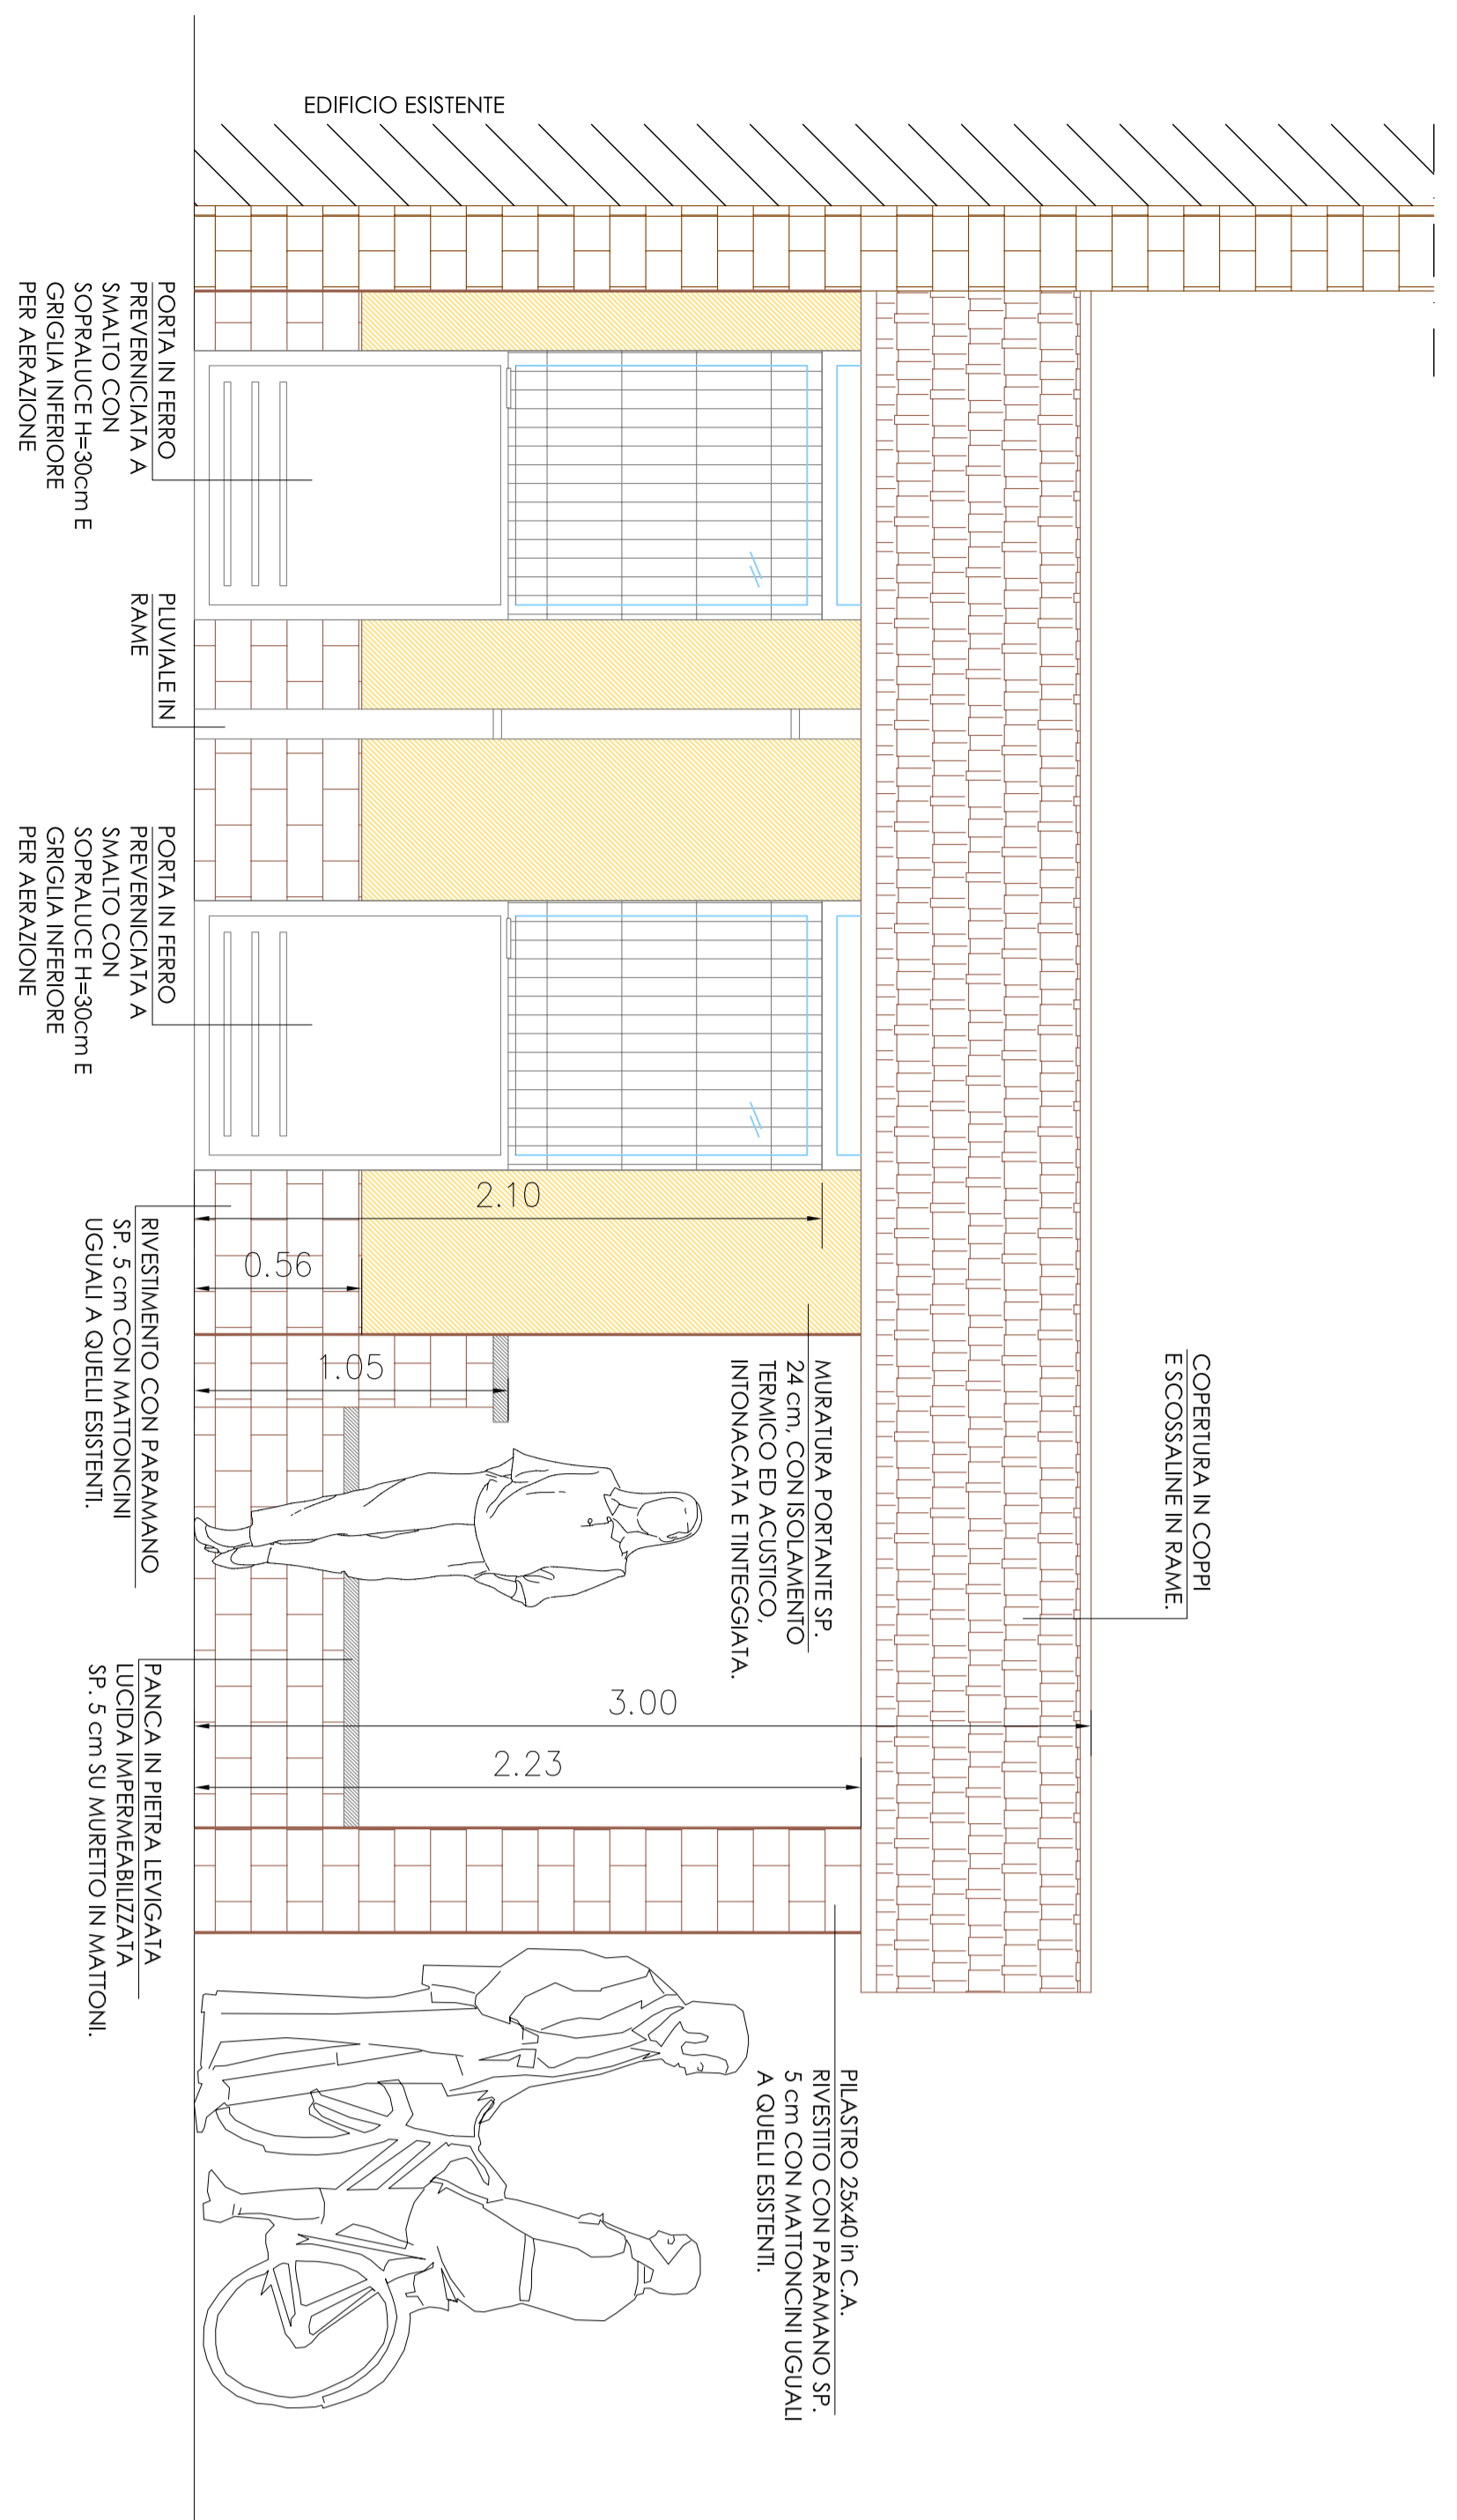 EDIFICIO ESISTENTE
COPERTURA IN COPPI
E SCOSSALINE IN RAME.
MURATURA PORTANTE SP.
24 cm, CON ISOLAMENTO
TERMICO ED ACUSTICO,
INTONACATA E TINTEGGIATA.
PILASTRO 25x40 in C.A.
RIVESTITO CON PARAMANO SP.
5 cm CON MATTONCINI UGUALI
A QUELLI ESISTENTI.
2.10
0.56
1.05
3.00
2.23
PORTA IN FERRO
PREVERNICIATA A
SMALTO CON
SOPRALUCE H=30cm E
GRIGLIA INFERIORE
PER AERAZIONE
PLUVIALE IN
RAME
PORTA IN FERRO
PREVERNICIATA A
SMALTO CON
SOPRALUCE H=30cm E
GRIGLIA INFERIORE
PER AERAZIONE
RIVESTIMENTO CON PARAMANO
SP. 5 cm CON MATTONCINI
UGUALI A QUELLI ESISTENTI.
PANCA IN PIETRA LEVIGATA
LUCIDA IMPERMEABILIZZATA
SP. 5 cm SU MURETTO IN MATTONI.